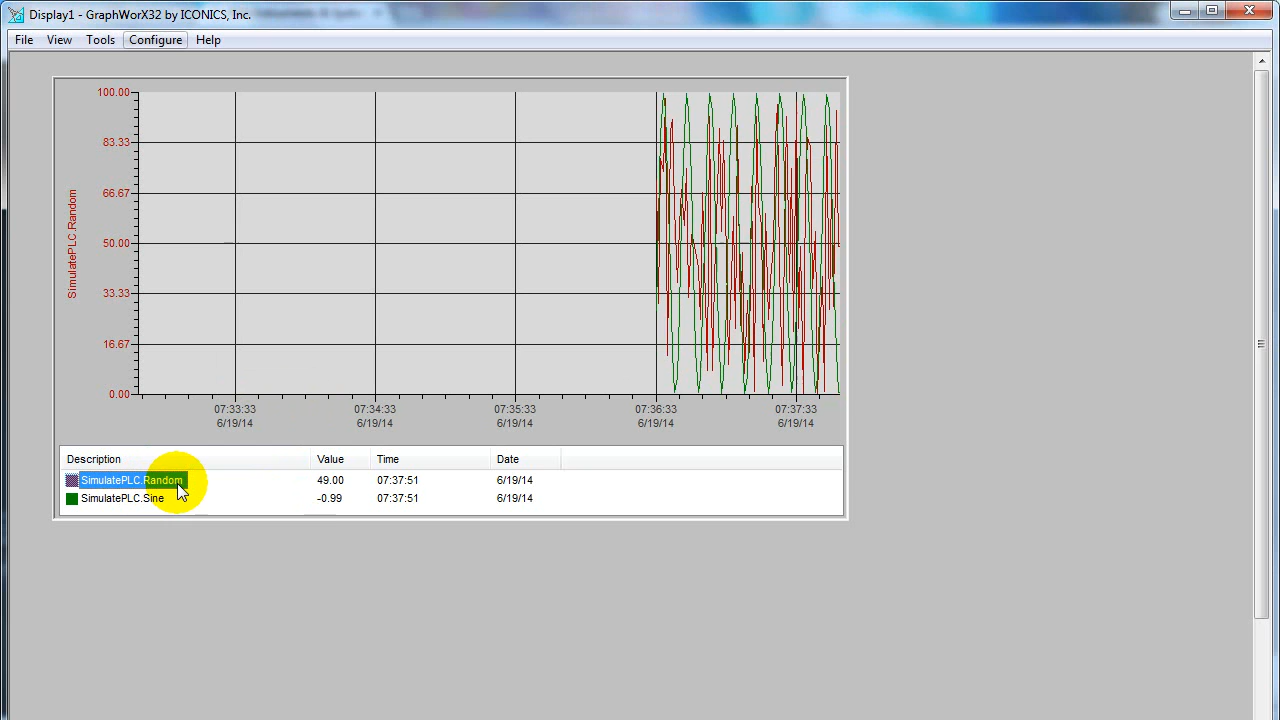 Display1 - GraphWorX32 by ICONICS, Inc.
File View Tools Configure Help
100.00
83.33
66.67
50.00
33.33
16.67
0.00
SimulatePLC.Random
07:33:33 07:34:33 07:35:33 07:36:33 07:37:33
6/19/14 6/19/14 6/19/14 6/19/14 6/19/14
Description Value Time Date
SimulatePLC.Random 49.00 07:37:51 6/19/14
SimulatePLC.Sine -0.99 07:37:51 6/19/14